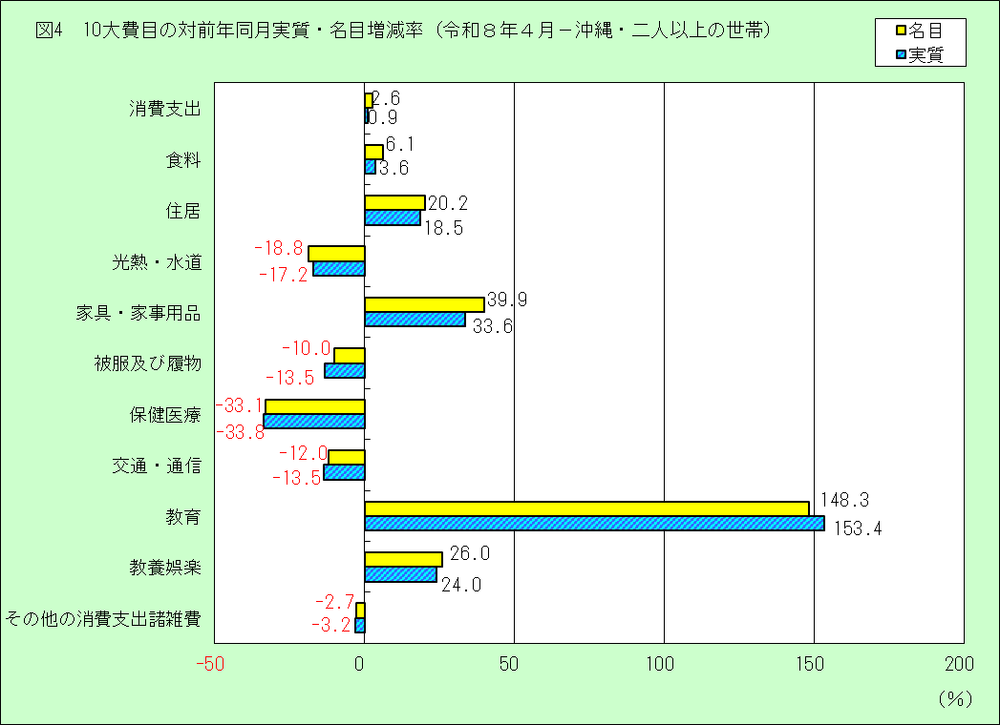 図4　10大費目の対前年同月実質・名目増減率（令和８年４月－沖縄・二人以上の世帯）
名目
実質
消費支出
2.6
0.9
食料
6.1
3.6
住居
20.2
18.5
光熱・水道
-18.8
-17.2
家具・家事用品
39.9
33.6
被服及び履物
-10.0
-13.5
保健医療
-33.1
-33.8
交通・通信
-12.0
-13.5
教育
148.3
153.4
教養娯楽
26.0
24.0
その他の消費支出諸雑費
-2.7
-3.2
-50 0 50 100 150 200
（%）